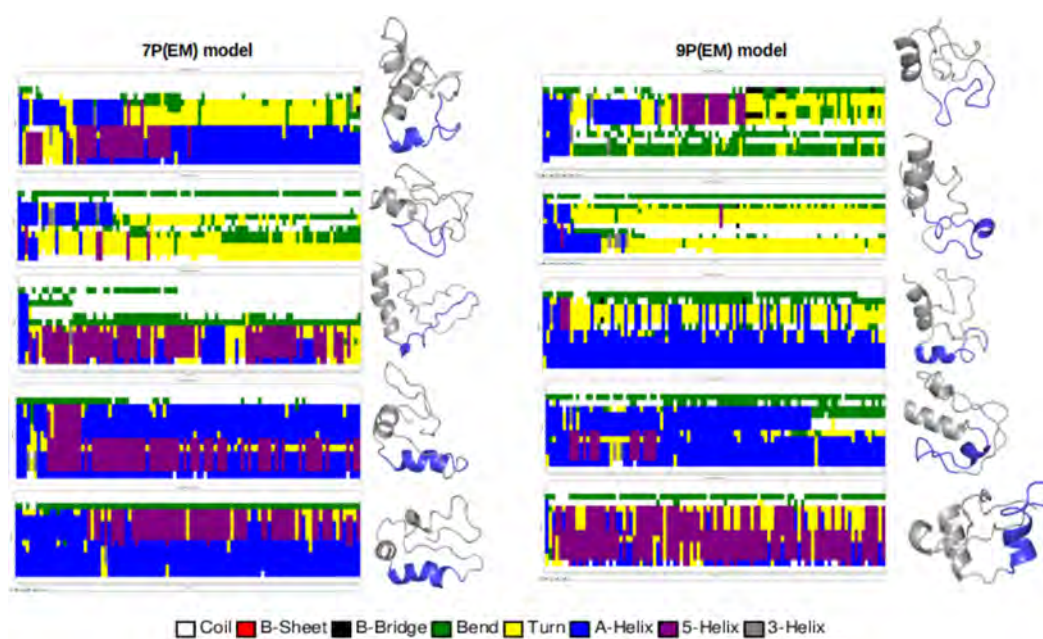 7P(EM) model
9P(EM) model
Coil B-Sheet B-Bridge Bend Turn A-Helix 5-Helix 3-Helix